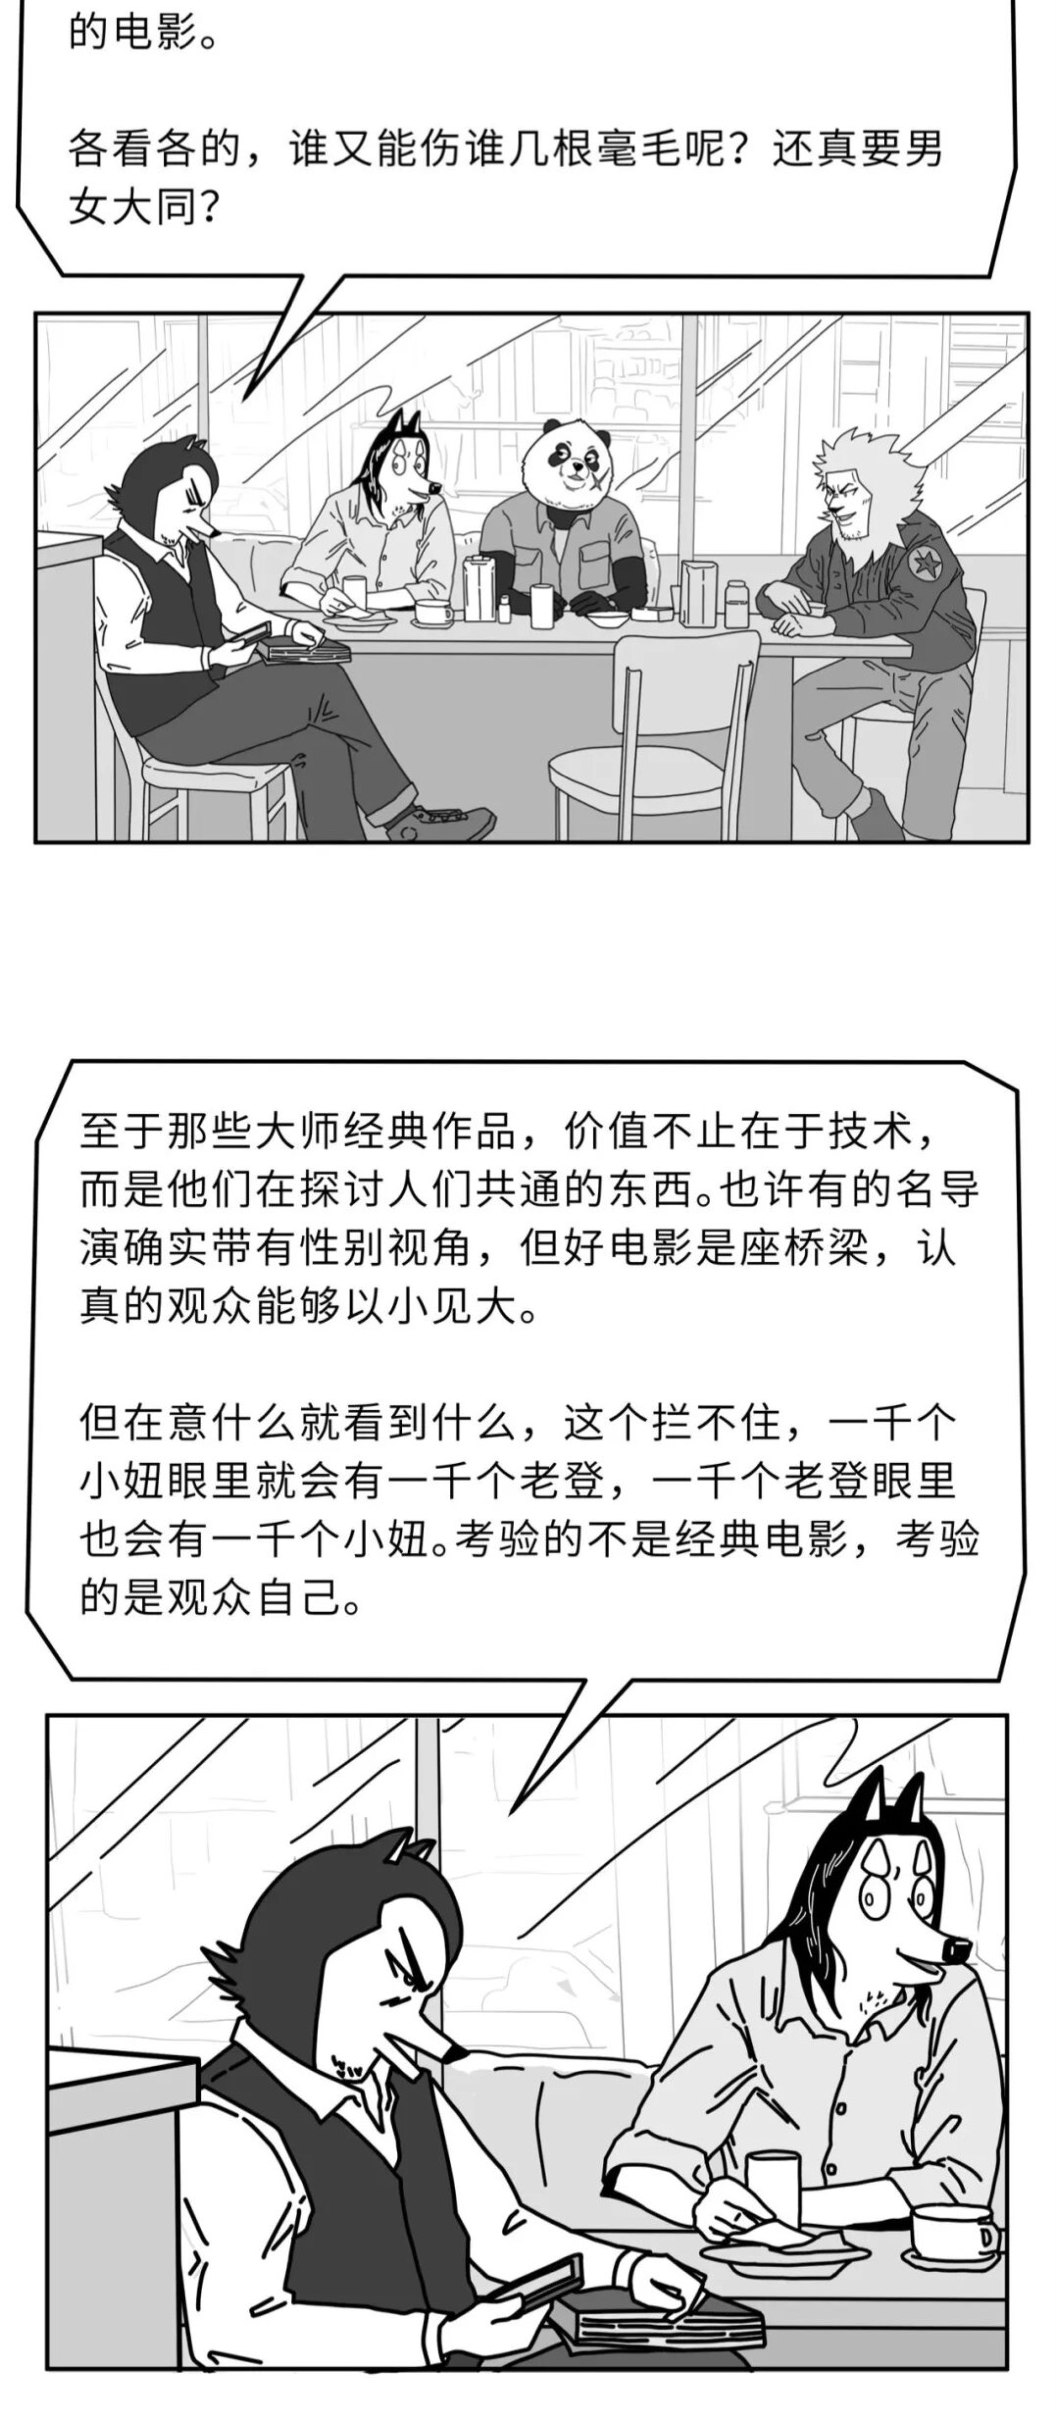 的电影。
各看各的，谁又能伤谁几根毫毛呢？还真要男
女大同？
至于那些大师经典作品，价值不止在于技术，
而是他们在探讨人们共通的东西。也许有的名导
演确实带有性别视角，但好电影是座桥梁，认
真的观众能够以小见大。
但在意什么就看到什么，这个拦不住，一千个
小妞眼里就会有一千个老登，一千个老登眼里
也会有一千个小妞。考验的不是经典电影，考验
的是观众自己。